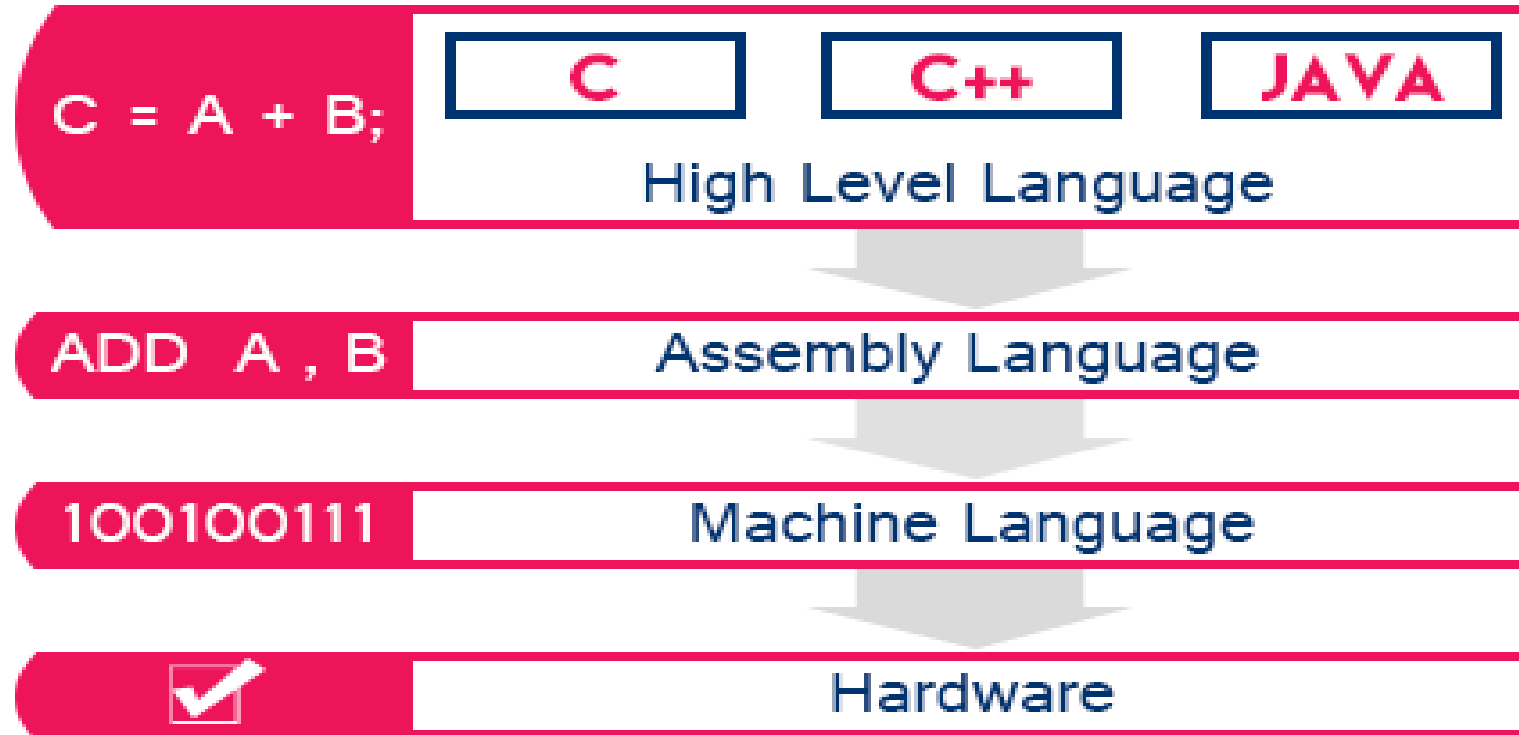 C = A + B;
C C++ JAVA
High Level Language
ADD A , B
Assembly Language
100100111
Machine Language
Hardware